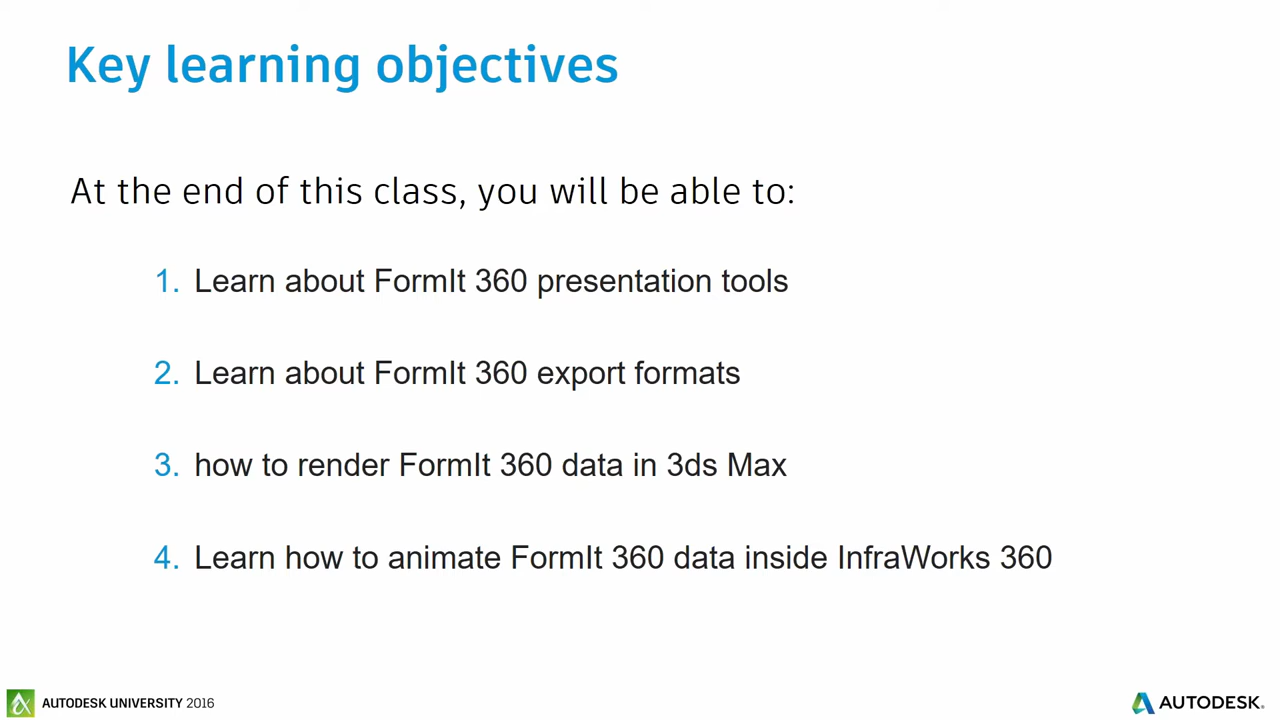 Key learning objectives
At the end of this class, you will be able to:
1. Learn about FormIt 360 presentation tools
2. Learn about FormIt 360 export formats
3. how to render FormIt 360 data in 3ds Max
4. Learn how to animate FormIt 360 data inside InfraWorks 360
AUTODESK UNIVERSITY 2016
AUTODESK.